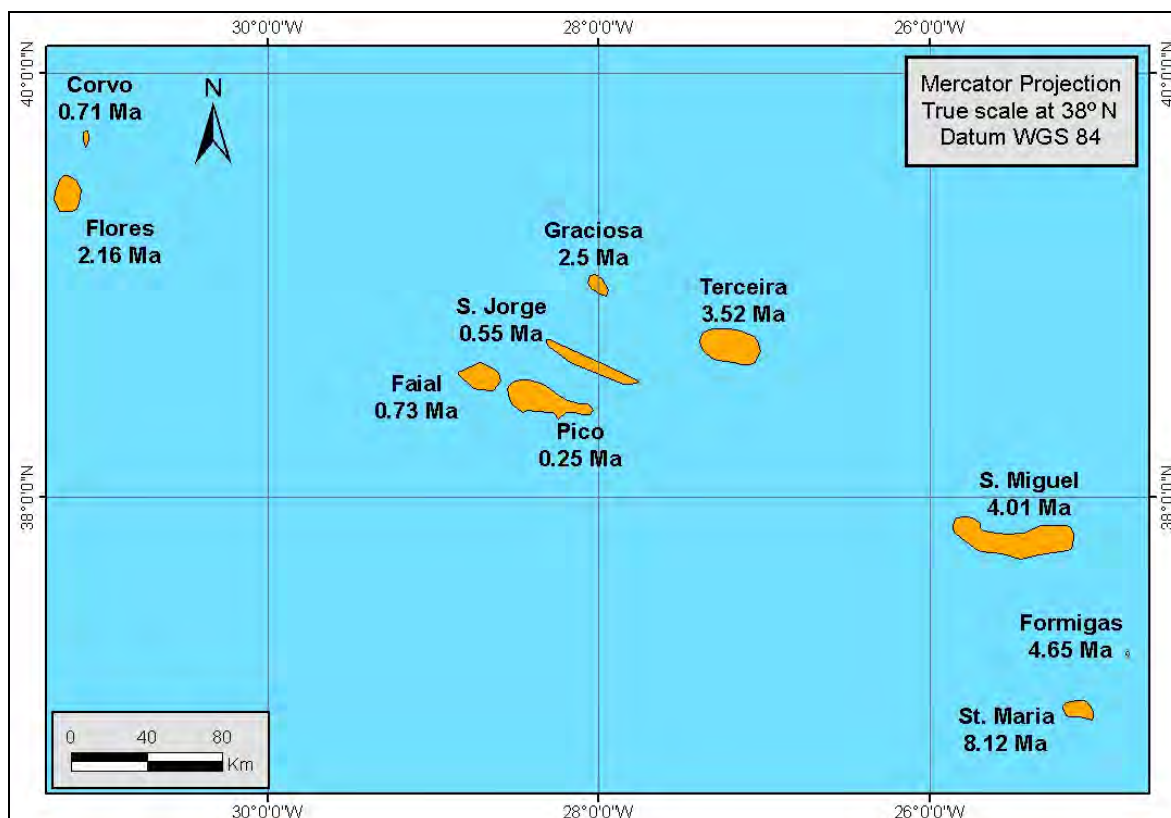 30°0'0"W
28°0'0"W
26°0'0"W
40°0'0"N
40°0'0"N
Corvo
0.71 Ma
N
Mercator Projection
True scale at 38º N
Datum WGS 84
Flores
2.16 Ma
Graciosa
2.5 Ma
Terceira
3.52 Ma
S. Jorge
0.55 Ma
Faial
0.73 Ma
Pico
0.25 Ma
38°0'0"N
38°0'0"N
S. Miguel
4.01 Ma
Formigas
4.65 Ma
St. Maria
8.12 Ma
0 40 80
Km
30°0'0"W
28°0'0"W
26°0'0"W